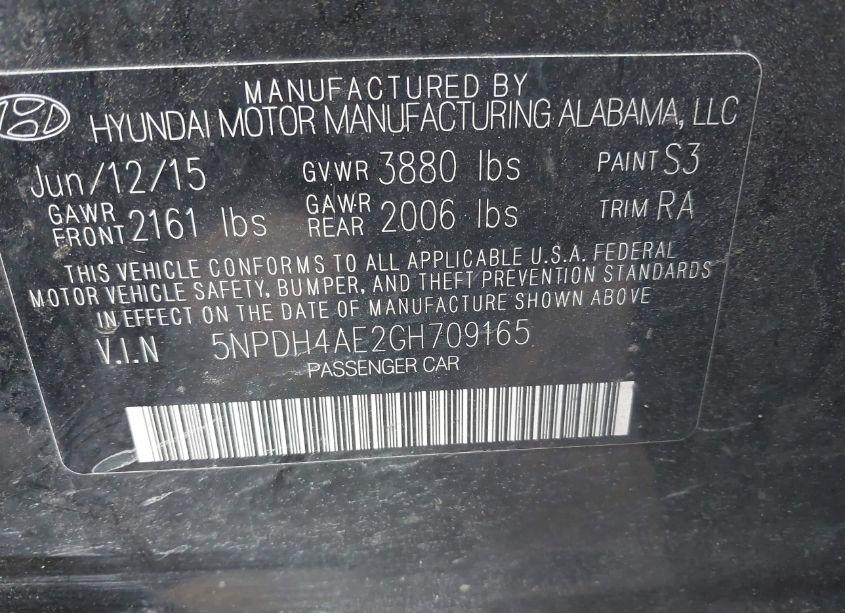 MANUFACTURED BY
HYUNDAI MOTOR MANUFACTURING ALABAMA, LLC
Jun/12/15 GVWR 3880 lbs PAINT S3
GAWR FRONT 2161 lbs GAWR REAR 2006 lbs TRIM RA
THIS VEHICLE CONFORMS TO ALL APPLICABLE U.S.A. FEDERAL
MOTOR VEHICLE SAFETY, BUMPER, AND THEFT PREVENTION STANDARDS
IN EFFECT ON THE DATE OF MANUFACTURE SHOWN ABOVE
V.I.N 5NPDH4AE2GH709165
PASSENGER CAR